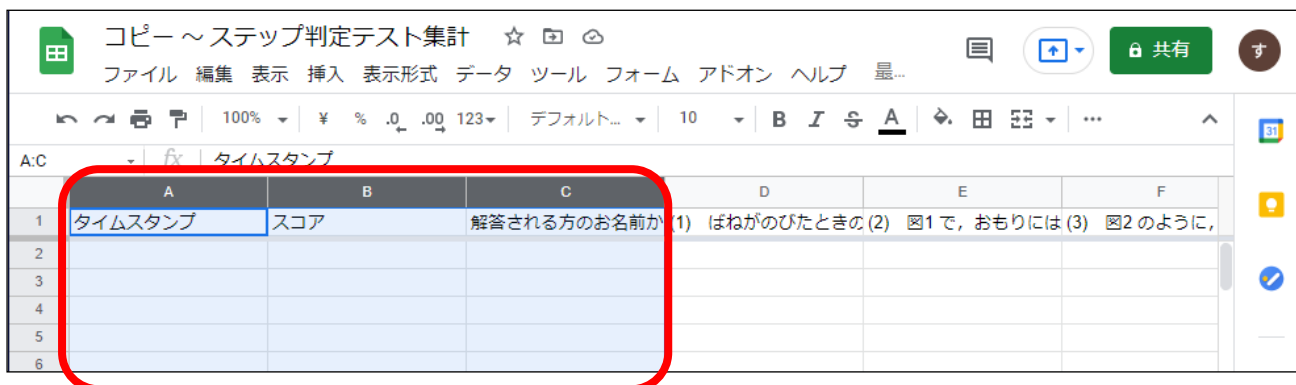 コピー ～ ステップ判定テスト集計
ファイル 編集 表示 挿入 表示形式 データ ツール フォーム アドオン ヘルプ 最…
共有
す
100% ¥ % .0 .00 123 デフォルト… 10 B I S A …
31
A:C fx タイムスタンプ
A B C D E F
1 タイムスタンプ スコア 解答される方のお名前か (1) ばねがのびたときの (2) 図1 で，おもりには (3) 図2 のように，
2
3
4
5
6